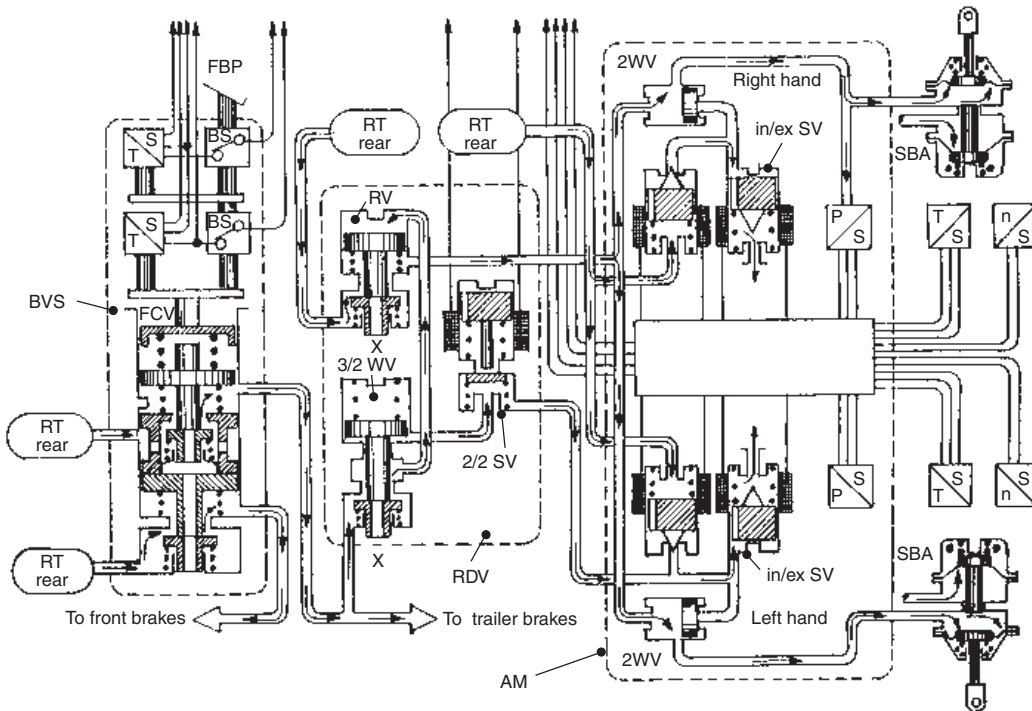 FBP
S
T
BS
S
T
BS
BVS
FCV
RT
rear
RT
rear
To front brakes
RT
rear
RT
rear
RV
X
3/2 WV
2/2 SV
X
RDV
To trailer brakes
2WV
Right hand
in/ex SV
SBA
P
S
T
S
n
S
S
P
S
T
S
n
in/ex SV
SBA
Left hand
2WV
AM